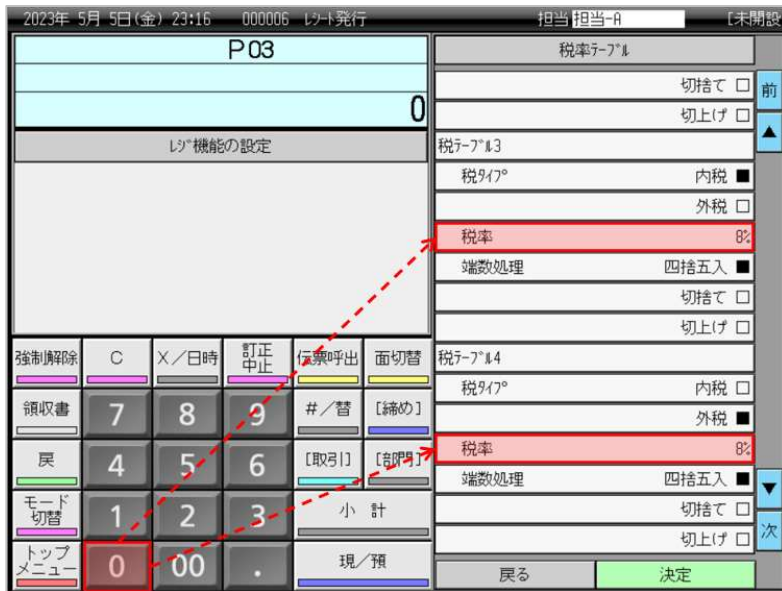 2023年 5月 5日(金) 23:16 000006 ﾚｼｰﾄ発行 担当 担当-A [未開設
P03
0
ﾚｼﾞ機能の設定
税率ﾃｰﾌﾞﾙ
切捨て □
切上げ □
税ﾃｰﾌﾞﾙ3
税ﾀｲﾌﾟ 内税 ■
外税 □
税率 8%
端数処理 四捨五入 ■
切捨て □
切上げ □
税ﾃｰﾌﾞﾙ4
税ﾀｲﾌﾟ 内税 □
外税 ■
税率 8%
端数処理 四捨五入 ■
切捨て □
切上げ □
戻る 決定
前
▲
▼
次
強制解除 C X/日時 訂正 伝票呼出 面切替
中止
領収書 7 8 9 #/替 [締め]
戻 4 5 6 [取引] [部門]
モード
切替 1 2 3 小 計
トップ
メニュー 0 00 . 現/預